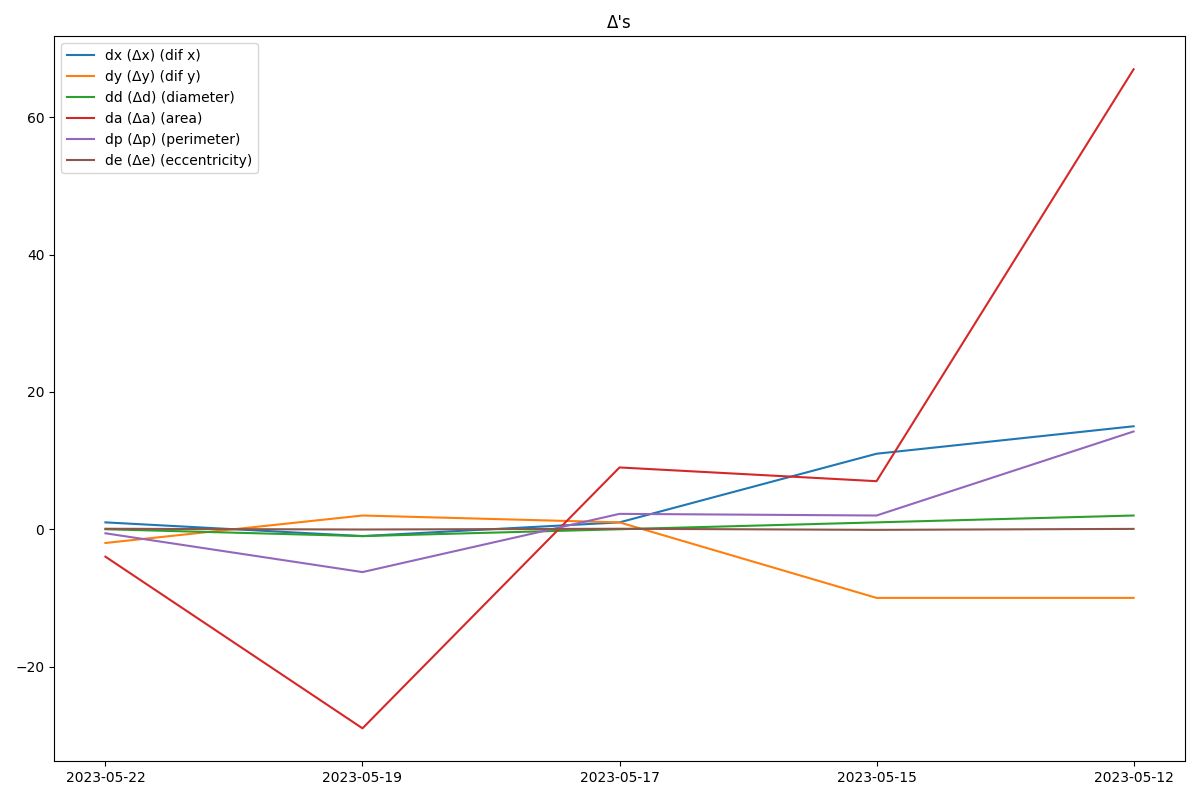 Δ's
dx (Δx) (dif x)
dy (Δy) (dif y)
dd (Δd) (diameter)
da (Δa) (area)
dp (Δp) (perimeter)
de (Δe) (eccentricity)
60
40
20
0
−20
2023-05-22 2023-05-19 2023-05-17 2023-05-15 2023-05-12